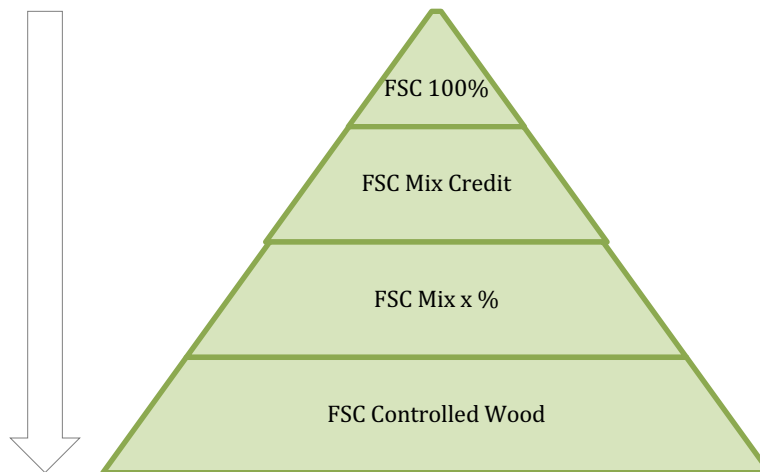 FSC 100%
FSC Mix Credit
FSC Mix x %
FSC Controlled Wood